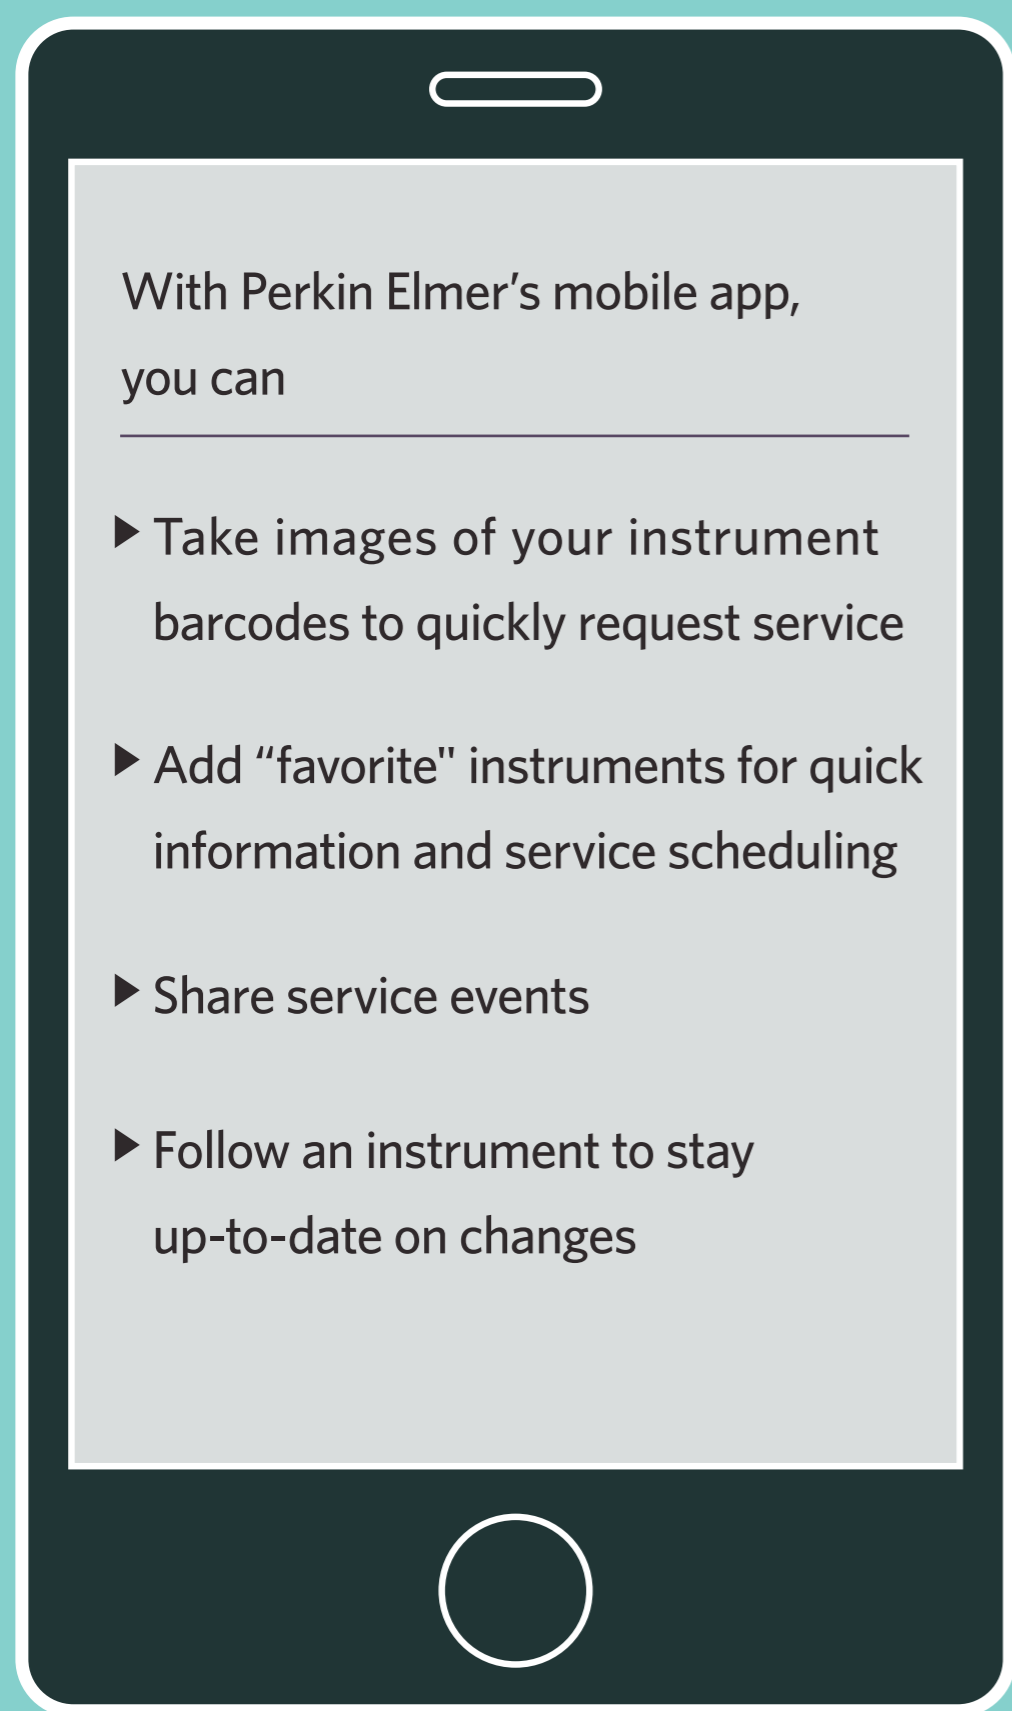 With Perkin Elmer’s mobile app,
you can
▶ Take images of your instrument
barcodes to quickly request service
▶ Add “favorite" instruments for quick
information and service scheduling
▶ Share service events
▶ Follow an instrument to stay
up-to-date on changes